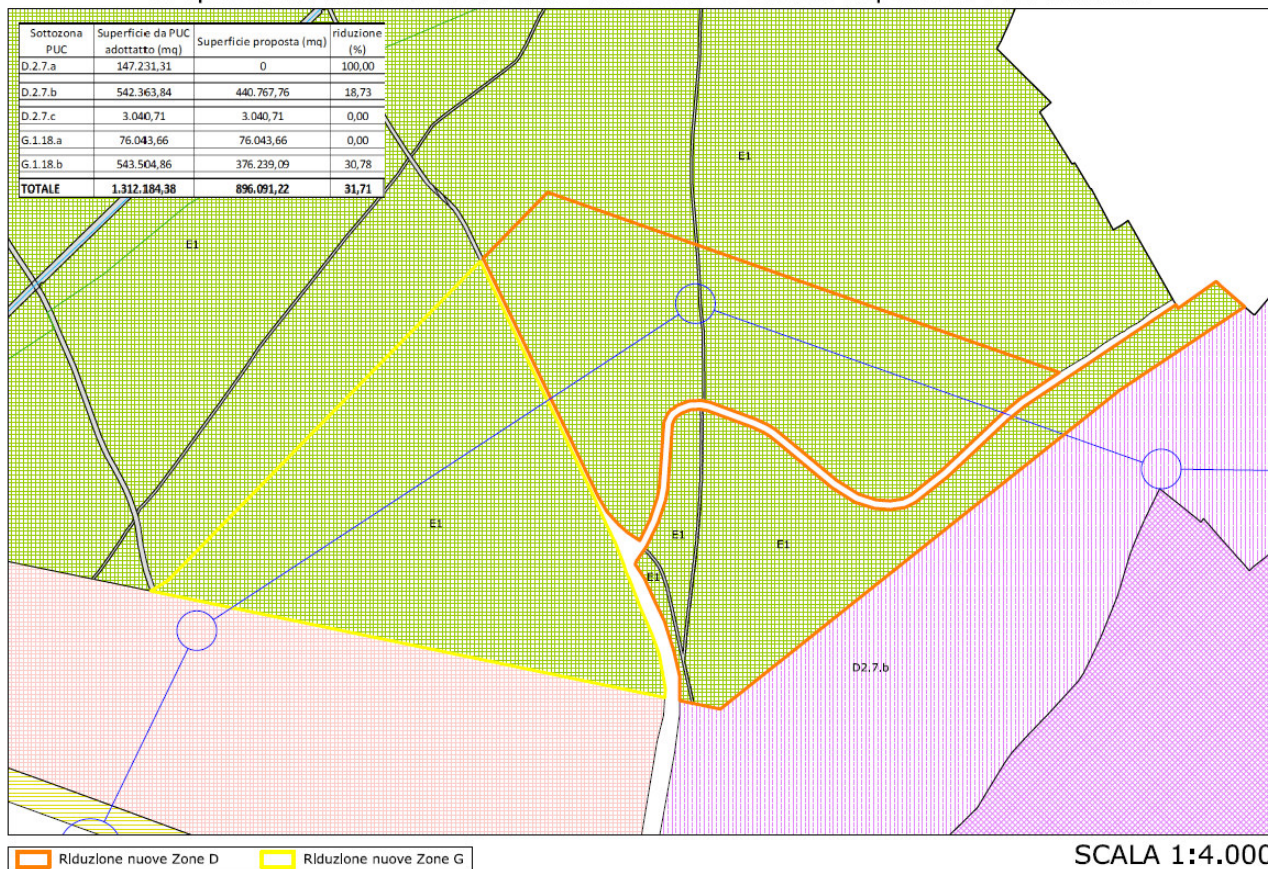 Sottozona PUC Superficie da PUC adottatto (mq) Superficie proposta (mq) riduzione (%)
D.2.7.a 147.231,31 0 100,00
D.2.7.b 542.363,84 440.767,76 18,73
D.2.7.c 3.040,71 3.040,71 0,00
G.1.18.a 76.043,66 76.043,66 0,00
G.1.18.b 543.504,86 376.239,09 30,78
TOTALE 1.312.184,38 896.091,22 31,71
E1
E1
E1
E1
E1
E1
D2.7.b
Riduzione nuove Zone D
Riduzione nuove Zone G
SCALA 1:4.000